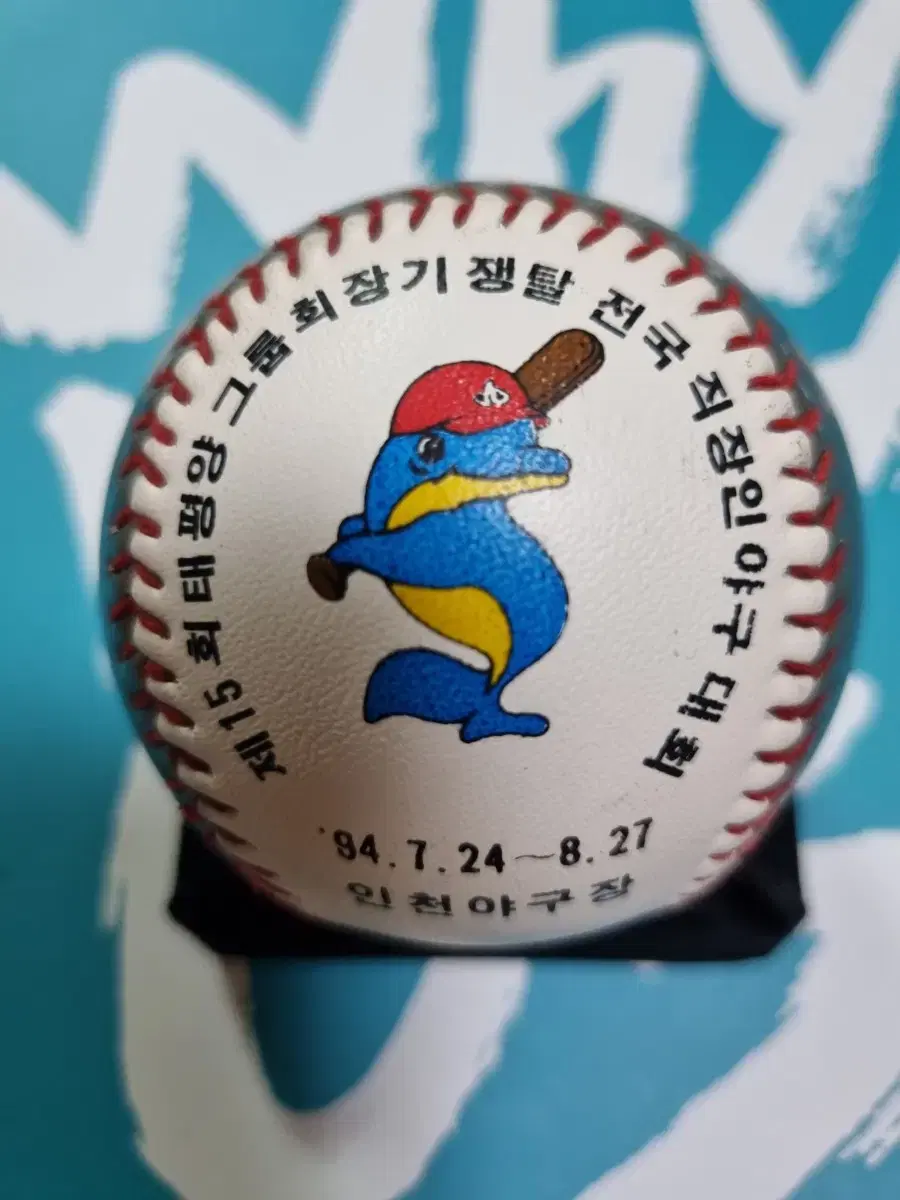 Why
제15회 태평양그룹회장기쟁탈 전국 직장인야구 대회
'94.7.24~8.27
인천야구장